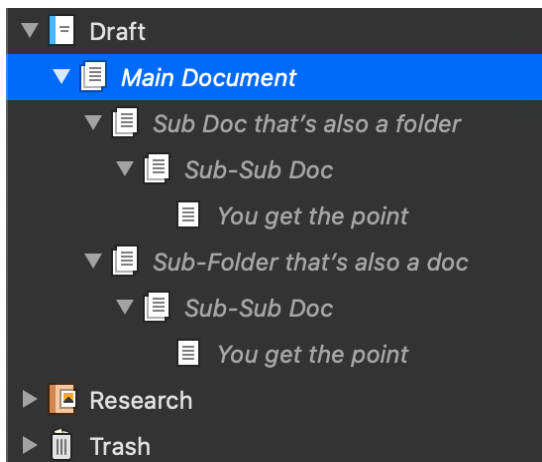 Draft
Main Document
Sub Doc that's also a folder
Sub-Sub Doc
You get the point
Sub-Folder that's also a doc
Sub-Sub Doc
You get the point
Research
Trash